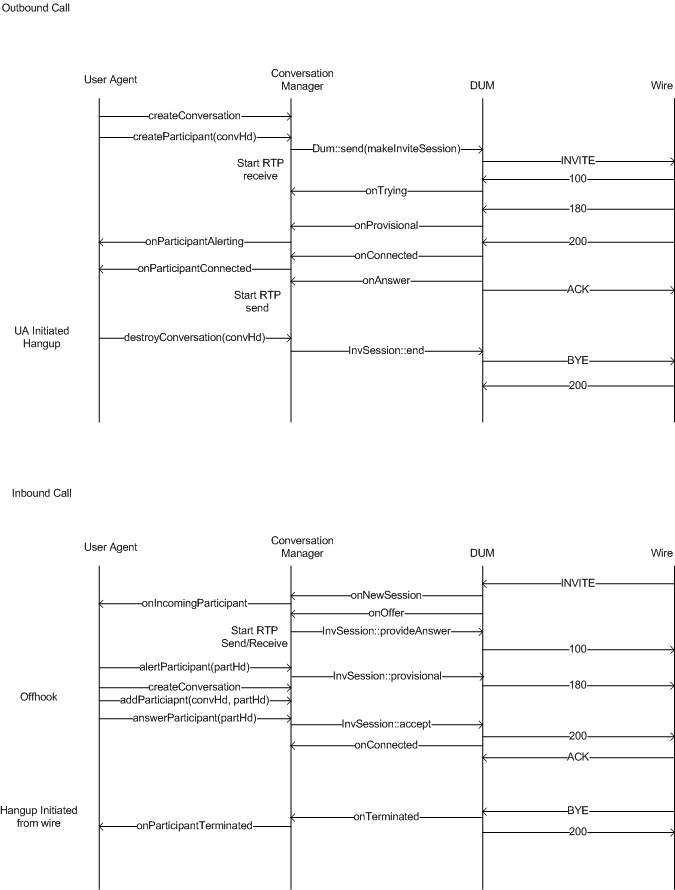 Outbound Call
User Agent
Conversation
Manager
DUM
Wire
createConversation
createParticipant(convHd)
Dum::send(makeInviteSession)
INVITE
Start RTP
receive
100
onTrying
180
onProvisional
onParticipantAlerting
200
onConnected
onParticipantConnected
onAnswer
ACK
Start RTP
send
UA Initiated
Hangup
destroyConversation(convHd)
InvSession::end
BYE
200
Inbound Call
User Agent
Conversation
Manager
DUM
Wire
INVITE
onNewSession
onIncomingParticipant
onOffer
Start RTP
Send/Receive
InvSession::provideAnswer
100
alertParticipant(partHd)
InvSession::provisional
180
createConversation
Offhook
addParticiapnt(convHd, partHd)
answerParticipant(partHd)
InvSession::accept
200
onConnected
ACK
Hangup Initiated
from wire
BYE
onTerminated
onParticipantTerminated
200